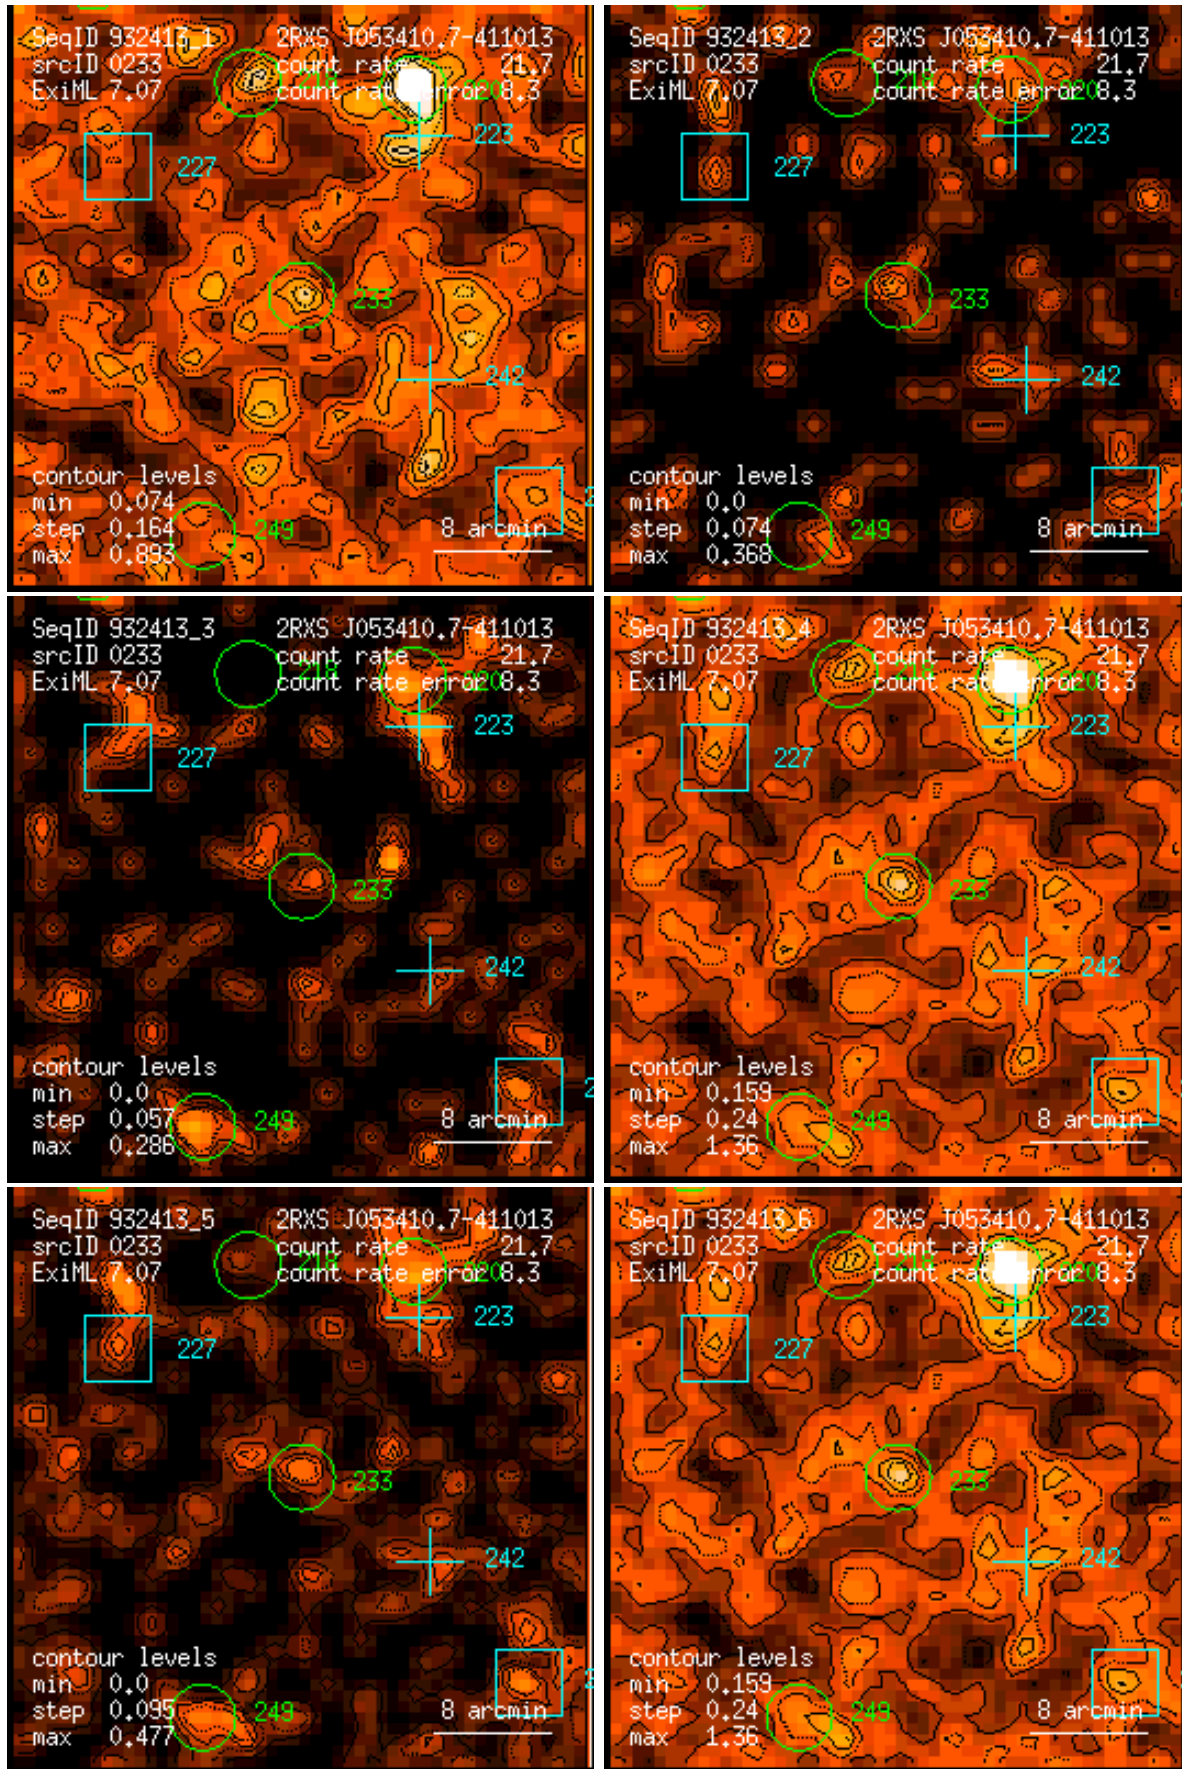 SeqID 932413_1 2RXS J053410.7-411013
srcID 0233 count rate 21.7
ExiML 7.07 218 count rate error 8.3
223
227
233
242
contour levels
min 0.074
step 0.164
max 0.893
249
8 arcmin
SeqID 932413_2 2RXS J053410.7-411013
srcID 0233 count rate 21.7
ExiML 7.07 count rate error 8.3
223
227
233
242
contour levels
min 0.0
step 0.074
max 0.368
249
8 arcmin
SeqID 932413_3 2RXS J053410.7-411013
srcID 0233 count rate 21.7
ExiML 7.07 count rate error 8.3
223
227
233
242
contour levels
min 0.0
step 0.057
max 0.286
249
8 arcmin
SeqID 932413_4 2RXS J053410.7-411013
srcID 0233 count rate 21.7
ExiML 7.07 count rate error 8.3
223
227
233
242
contour levels
min 0.159
step 0.24
max 1.36
249
8 arcmin
SeqID 932413_5 2RXS J053410.7-411013
srcID 0233 count rate 21.7
ExiML 7.07 count rate error 8.3
223
227
233
242
contour levels
min 0.0
step 0.095
max 0.477
249
8 arcmin
SeqID 932413_6 2RXS J053410.7-411013
srcID 0233 count rate 21.7
ExiML 7.07 count rate error 8.3
223
227
233
242
contour levels
min 0.159
step 0.24
max 1.36
249
8 arcmin